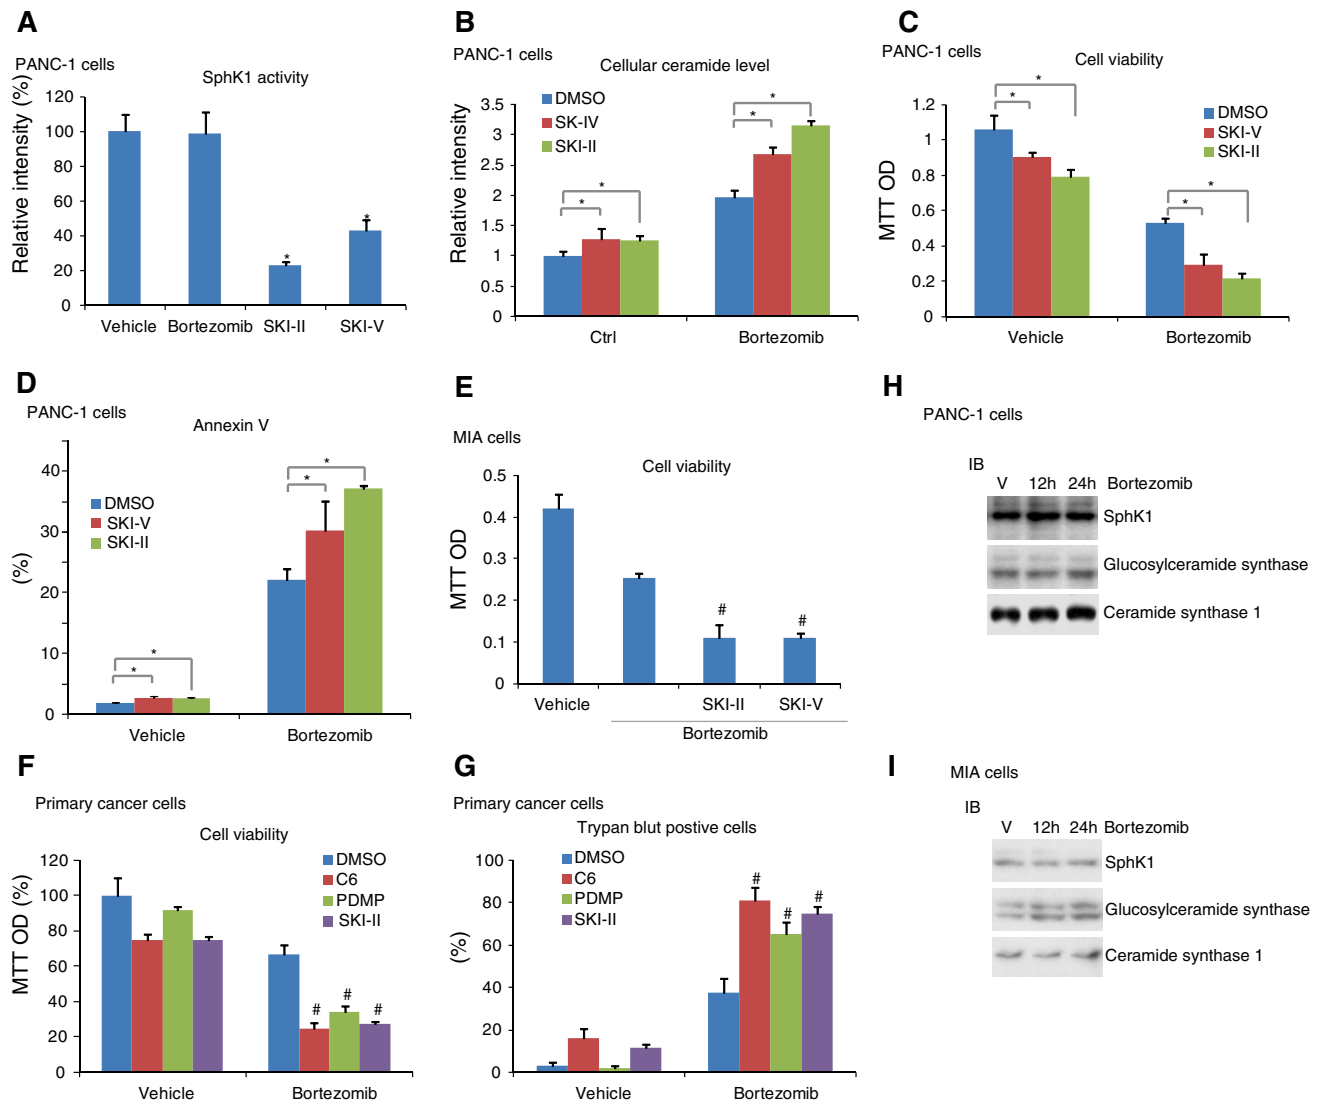 A
PANC-1 cells
SphK1 activity
Relative intensity (%)
120
100
80
60
40
20
0
*
*
Vehicle Bortezomib SKI-II SKI-V
B
PANC-1 cells
Cellular ceramide level
Relative intensity
3.5
3
2.5
2
1.5
1
0.5
0
DMSO
SK-IV
SKI-II
*
*
*
*
Ctrl Bortezomib
C
PANC-1 cells
Cell viability
MTT OD
1.2
1
0.8
0.6
0.4
0.2
0
DMSO
SKI-V
SKI-II
*
*
*
*
Vehicle Bortezomib
D
PANC-1 cells
Annexin V
(%)
40
30
20
10
0
DMSO
SKI-V
SKI-II
*
*
*
*
Vehicle Bortezomib
E
MIA cells
Cell viability
MTT OD
0.5
0.4
0.3
0.2
0.1
0
# #
Vehicle SKI-II SKI-V
Bortezomib
H
PANC-1 cells
IB
V 12h 24h Bortezomib
SphK1
Glucosylceramide synthase
Ceramide synthase 1
F
Primary cancer cells
Cell viability
MTT OD (%)
120
100
80
60
40
20
0
DMSO
C6
PDMP
SKI-II
# # #
Vehicle Bortezomib
G
Primary cancer cells
Trypan blut postive cells
(%)
100
80
60
40
20
0
DMSO
C6
PDMP
SKI-II
# # #
Vehicle Bortezomib
I
MIA cells
IB
V 12h 24h Bortezomib
SphK1
Glucosylceramide synthase
Ceramide synthase 1